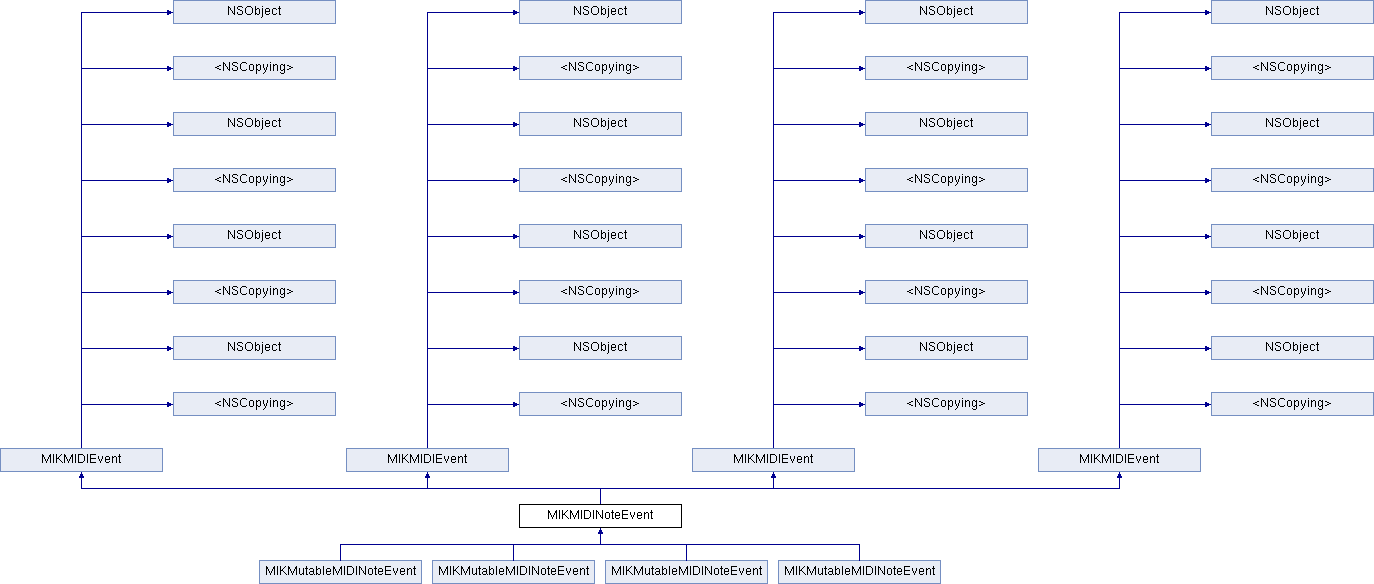 NSObject NSObject NSObject NSObject
<NSCopying> <NSCopying> <NSCopying> <NSCopying>
NSObject NSObject NSObject NSObject
<NSCopying> <NSCopying> <NSCopying> <NSCopying>
NSObject NSObject NSObject NSObject
<NSCopying> <NSCopying> <NSCopying> <NSCopying>
NSObject NSObject NSObject NSObject
<NSCopying> <NSCopying> <NSCopying> <NSCopying>
MIKMIDIEvent MIKMIDIEvent MIKMIDIEvent MIKMIDIEvent
MIKMIDINoteEvent
MIKMutableMIDINoteEvent MIKMutableMIDINoteEvent MIKMutableMIDINoteEvent MIKMutableMIDINoteEvent